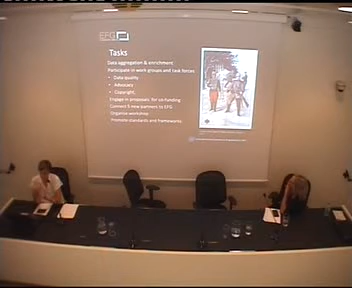 EFG
Tasks
Data aggregation & enrichment
Participate in work groups and task forces
• Data quality
• Advocacy
• Copyright,
Engage in proposals for co-funding
Connect 5 new partners to EFG
Organise workshop
Promote standards and frameworks